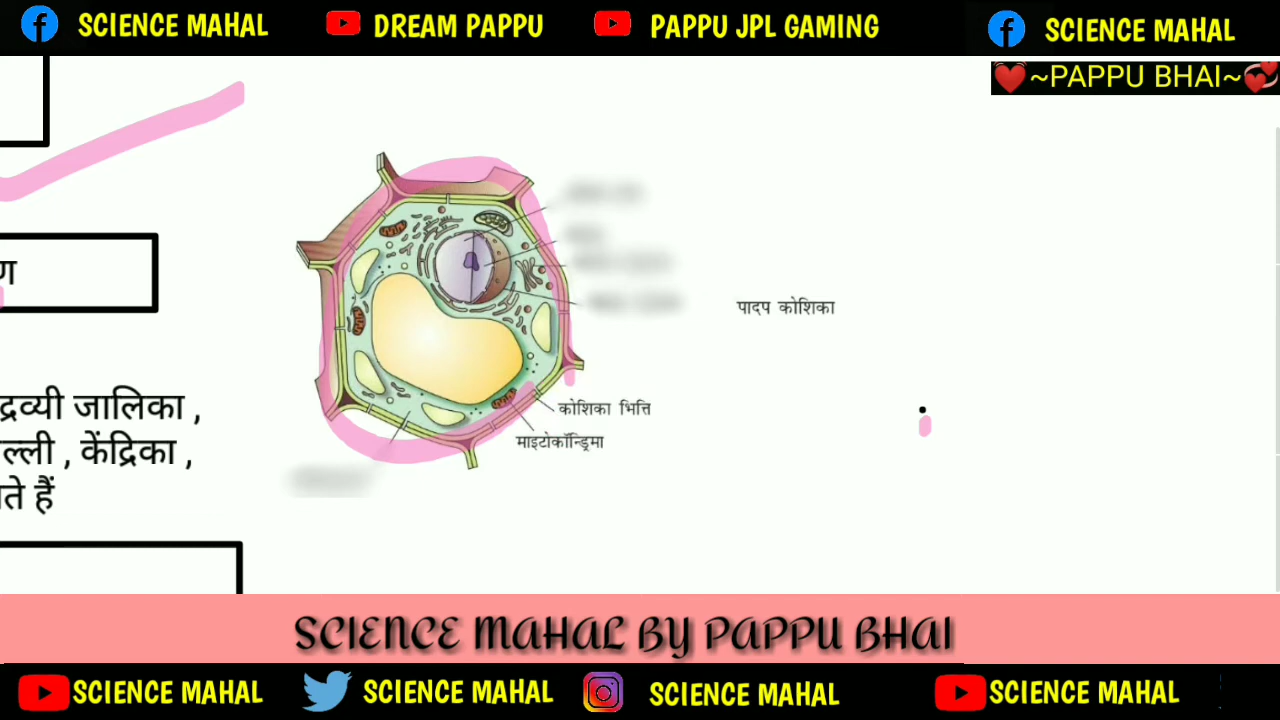 SCIENCE MAHAL DREAM PAPPU PAPPU JPL GAMING SCIENCE MAHAL
~PAPPU BHAI~
ण
पादप कोशिका
द्रव्यी जालिका ,
ल्ली , केंद्रिका ,
ते हैं
कोशिका भित्ति
माइटोकॉन्ड्रिमा
SCIENCE MAHAL BY PAPPU BHAI
SCIENCE MAHAL SCIENCE MAHAL SCIENCE MAHAL SCIENCE MAHAL